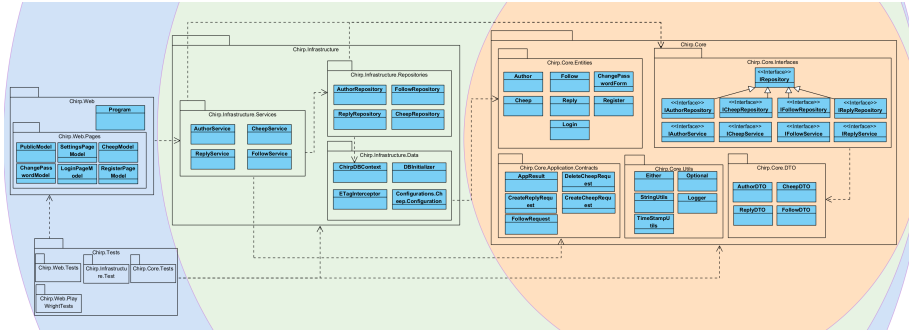 Chirp.Web
Program
Chirp.Web.Pages
PublicModel
SettingsPage
Model
CheepModel
ChangePass
wordModel
LoginPageM
odel
RegisterPage
Model
Chirp.Tests
Chirp.Web.Tests
Chirp.Infrastructu
re.Test
Chirp.Core.Tests
Chirp.Web.Play
WrightTests
Chirp.Infrastructure
Chirp.Infrastructure.Services
AuthorService
CheepService
ReplyService
FollowService
Chirp.Infrastructure.Repositories
AuthorRepository
FollowRepository
ReplyRepository
CheepRepository
Chirp.Infrastructure.Data
ChirpDBContext
DBInitializer
ETagInterceptor
Configurations.Ch
eep.Configuration
Chirp.Core
Chirp.Core.Entities
Author
Follow
ChangePass
wordForm
Cheep
Reply
Register
Login
Chirp.Core.Interfaces
<<Interface>>
IRepository
<<Interface>>
IAuthorRepository
<<Interface>>
ICheepRepository
<<Interface>>
IFollowRepository
<<Interface>>
IReplyRepository
<<Interface>>
IAuthorService
<<Interface>>
ICheepService
<<Interface>>
IFollowService
<<Interface>>
IReplyService
Chirp.Core.Application.Contracts
AppResult
DeleteCheepRequ
est
CreateReplyRequ
est
CreateCheepRequ
est
FollowRequest
Chirp.Core.Utils
Either
Optional
StringUtils
Logger
TimeStampU
tils
Chirp.Core.DTO
AuthorDTO
CheepDTO
ReplyDTO
FollowDTO